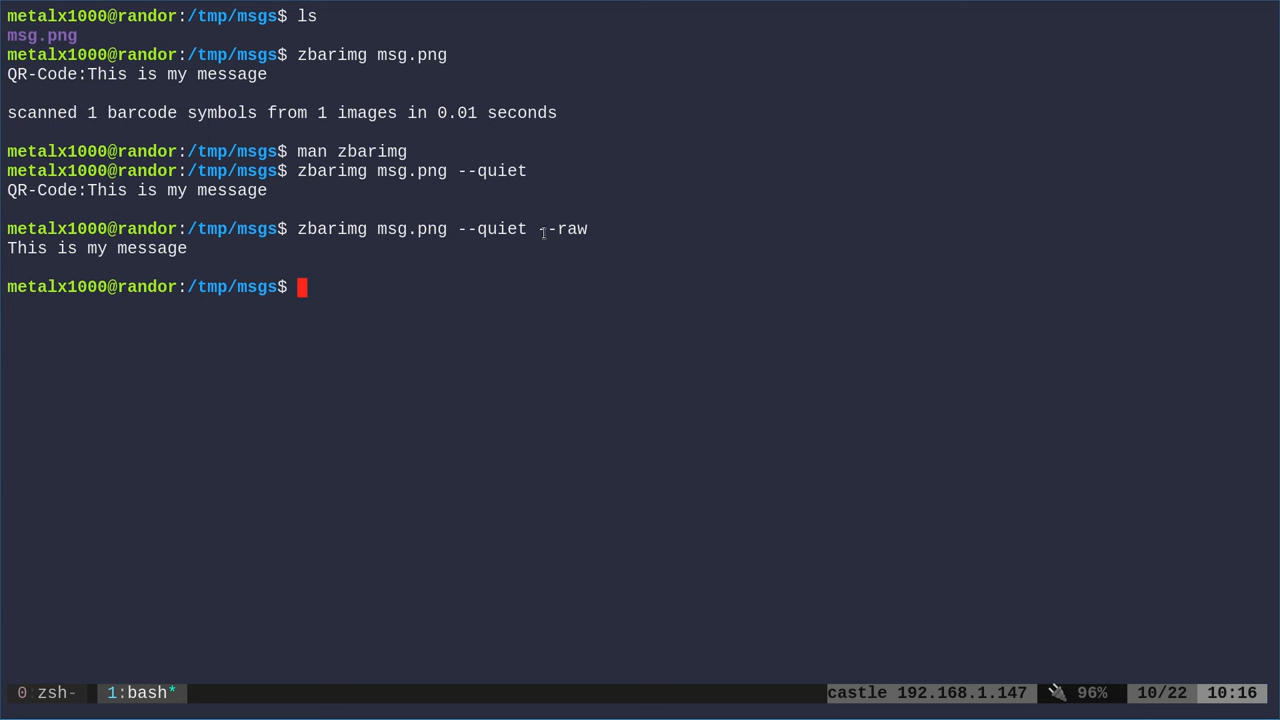 metalx1000@randor:/tmp/msgs$ ls
msg.png
metalx1000@randor:/tmp/msgs$ zbarimg msg.png
QR-Code:This is my message
scanned 1 barcode symbols from 1 images in 0.01 seconds
metalx1000@randor:/tmp/msgs$ man zbarimg
metalx1000@randor:/tmp/msgs$ zbarimg msg.png --quiet
QR-Code:This is my message
metalx1000@randor:/tmp/msgs$ zbarimg msg.png --quiet --raw
This is my message
metalx1000@randor:/tmp/msgs$
0:zsh- 1:bash* castle 192.168.1.147 96% 10/22 10:16